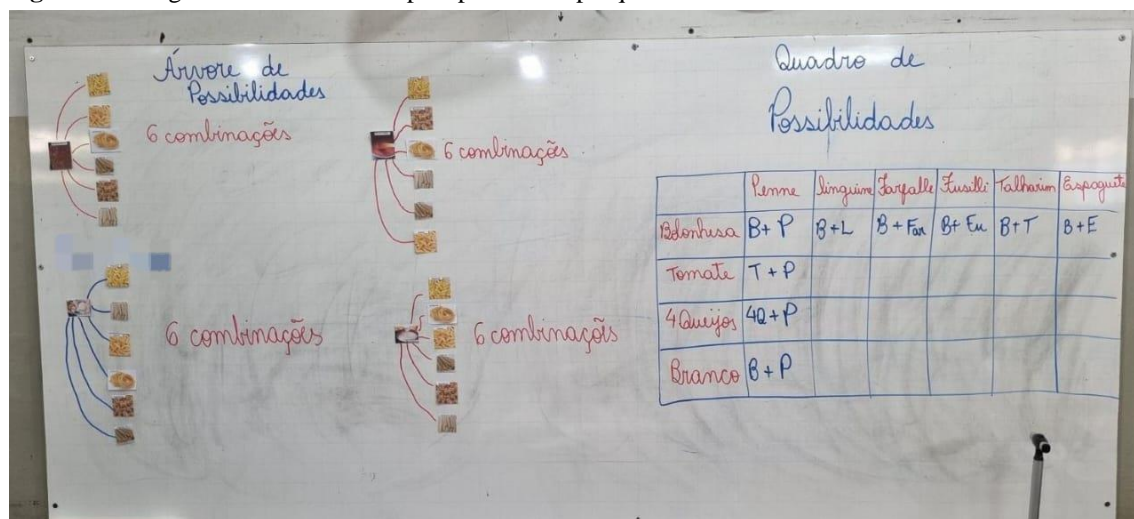 Árvore de
Possibilidades
6 combinações
6 combinações
6 combinações
6 combinações
Quadro de
Possibilidades
Penne Linguine Farfalle Fusilli Talharim Espaguete
Bolonhesa B+P B+L B+Far B+Fu B+T B+E
Tomate T+P
4 Queijos 4Q+P
Branco B+P